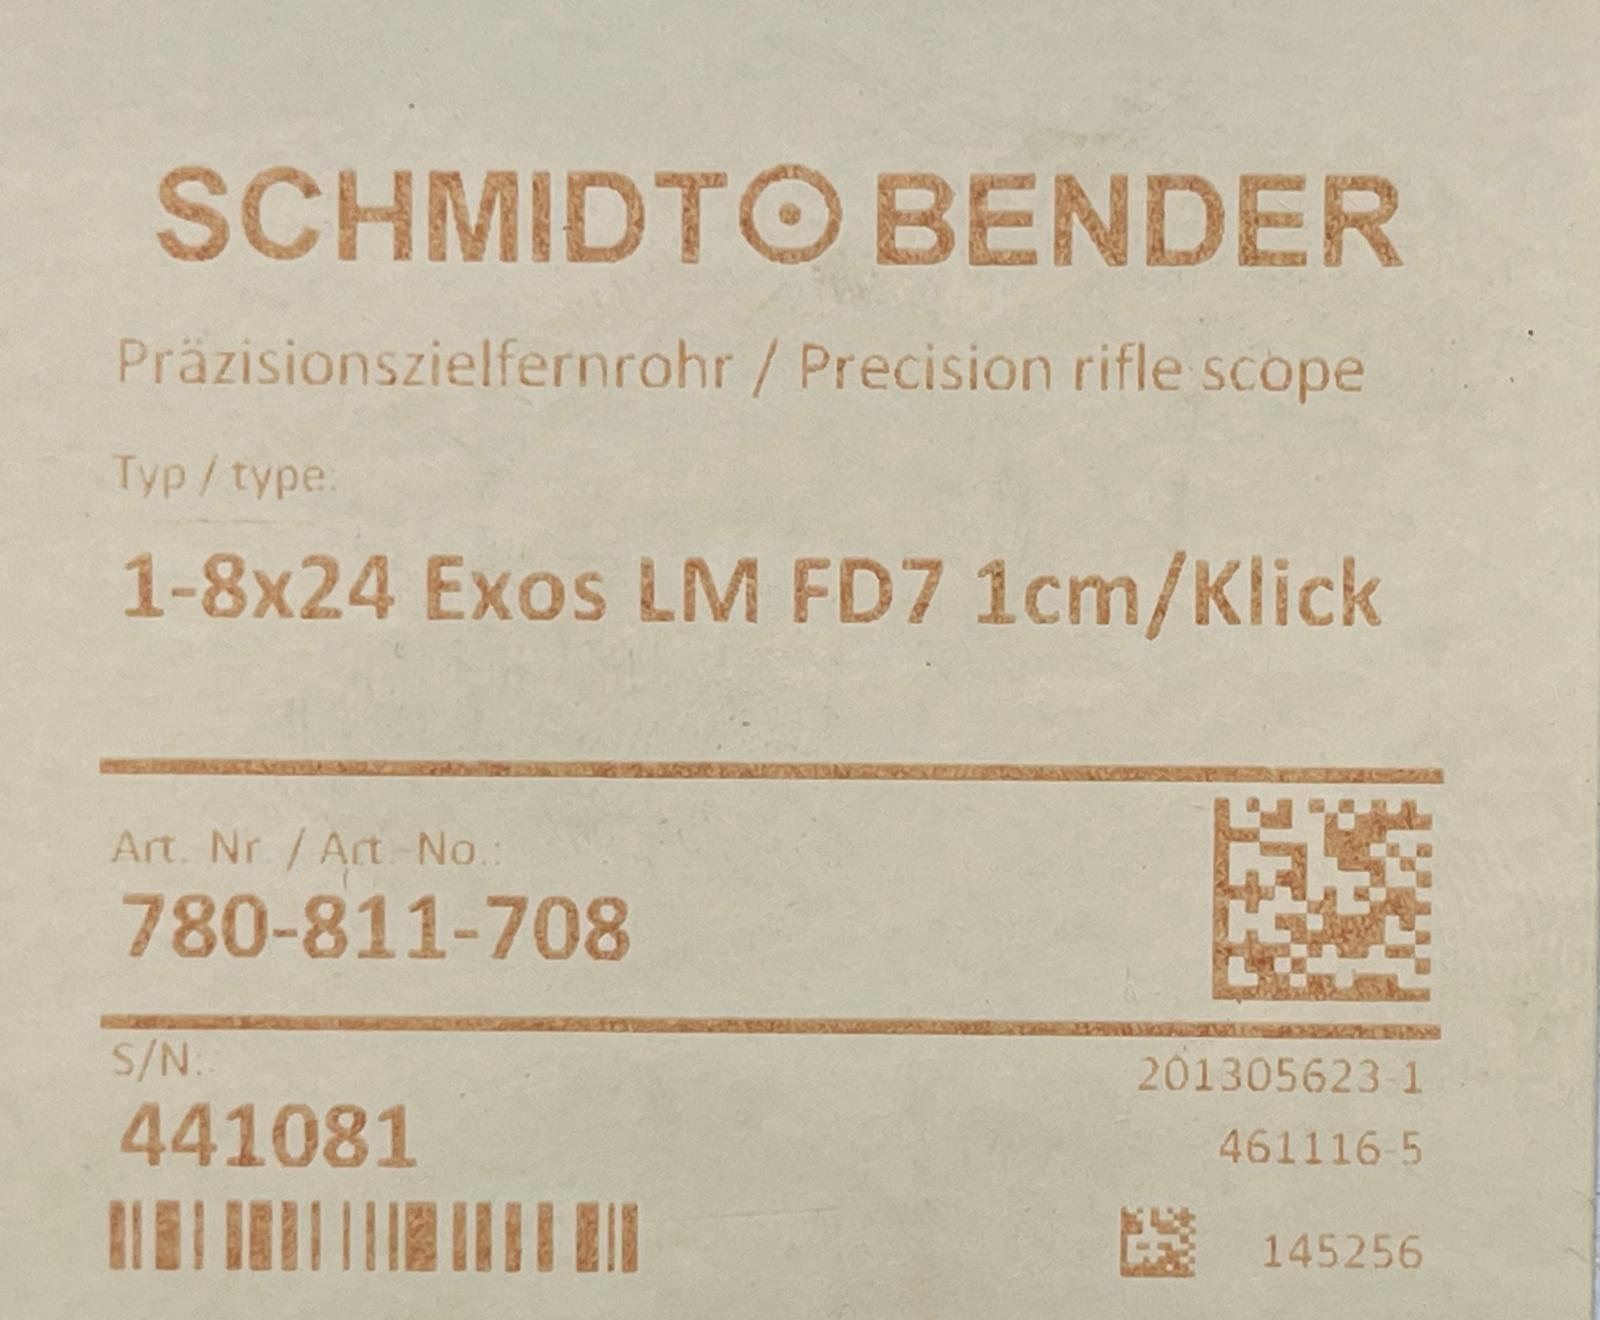 SCHMIDT BENDER
Präzisionszielfernrohr / Precision rifle scope
Typ / type:
1-8x24 Exos LM FD7 1cm/Klick
Art. Nr. / Art.-No.:
780-811-708
S/N.:
441081
201305623-1
461116-5
145256